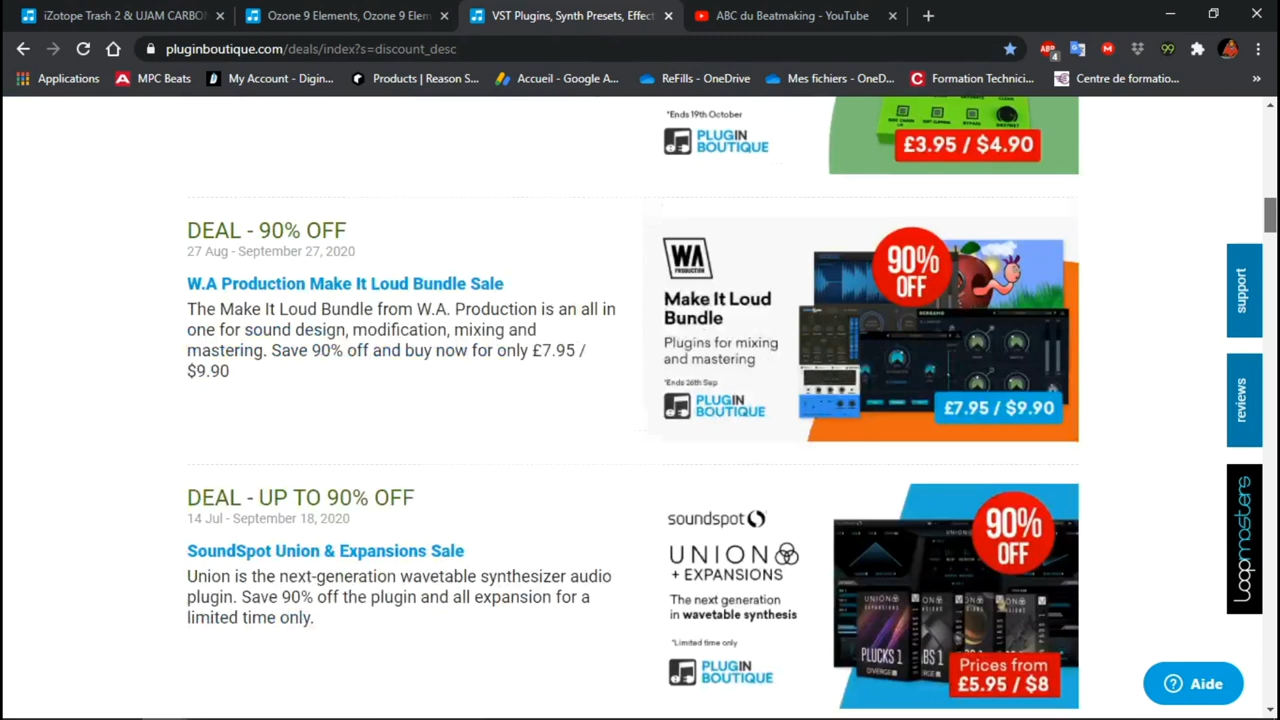 iZotope Trash 2 & UJAM CARBON
Ozone 9 Elements, Ozone 9 Elem
VST Plugins, Synth Presets, Effect
ABC du Beatmaking - YouTube
pluginboutique.com/deals/index?s=discount_desc
4
99
Applications
MPC Beats
My Account - Digin...
Products | Reason S...
Accueil - Google A...
ReFills - OneDrive
Mes fichiers - OneD...
Formation Technici...
Centre de formatio...
»
*Ends 19th October
PLUGIN
BOUTIQUE
£3.95 / $4.90
DEAL - 90% OFF
27 Aug - September 27, 2020
W.A Production Make It Loud Bundle Sale
The Make It Loud Bundle from W.A. Production is an all in
one for sound design, modification, mixing and
mastering. Save 90% off and buy now for only £7.95 /
$9.90
WA
PRODUCTION
Make It Loud
Bundle
Plugins for mixing
and mastering
*Ends 26th Sep
PLUGIN
BOUTIQUE
90%
OFF
£7.95 / $9.90
DEAL - UP TO 90% OFF
14 Jul - September 18, 2020
SoundSpot Union & Expansions Sale
Union is the next-generation wavetable synthesizer audio
plugin. Save 90% off the plugin and all expansion for a
limited time only.
soundspot
UNION
+ EXPANSIONS
The next generation
in wavetable synthesis
*Limited time only
PLUGIN
BOUTIQUE
90%
OFF
PLUCKS 1
Prices from
£5.95 / $8
support
reviews
loopmasters
Aide